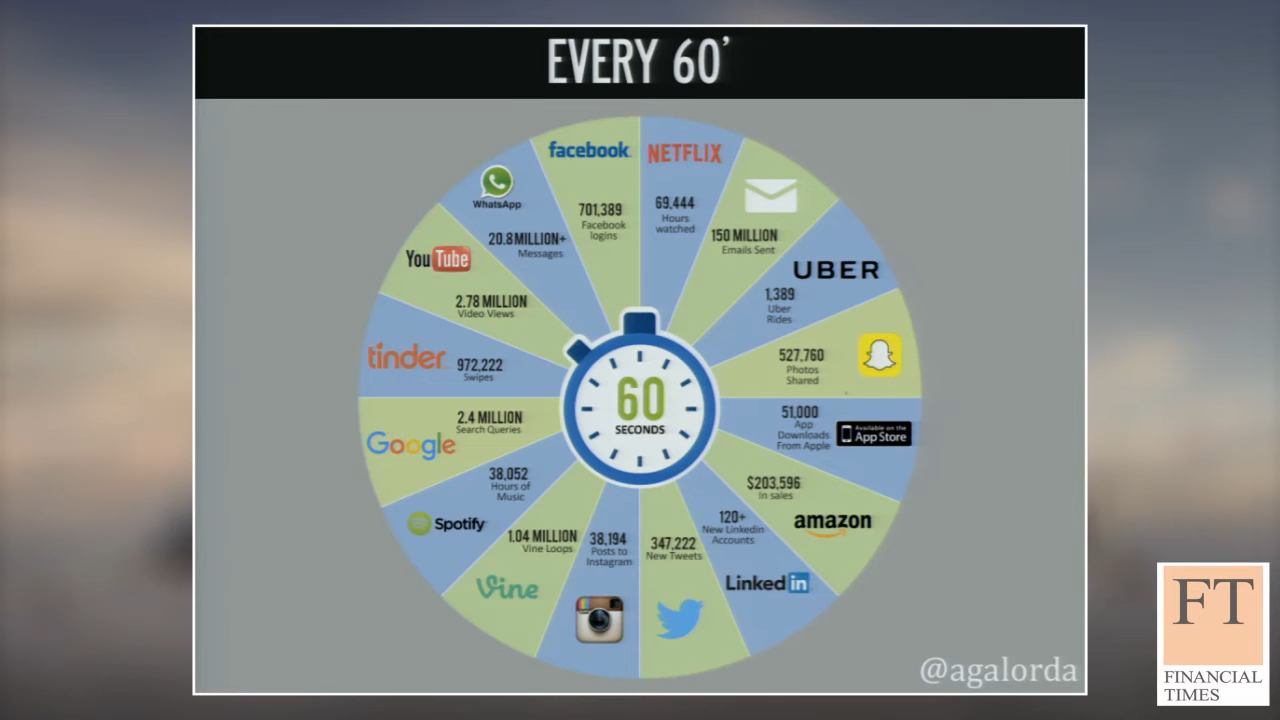 EVERY 60’
facebook
NETFLIX
WhatsApp
701,389
Facebook
logins
69,444
Hours
watched
150 MILLION
Emails Sent
20.8 MILLION+
Messages
YouTube
UBER
1,389
Uber
Rides
2.78 MILLION
Video Views
tinder
972,222
Swipes
527,760
Photos
Shared
60
SECONDS
51,000
App
Downloads
From Apple
Available on the
App Store
2.4 MILLION
Search Queries
Google
38,052
Hours of
Music
Spotify
$203,596
In sales
amazon
120+
New Linkedin
Accounts
LinkedIn
1.04 MILLION
Vine Loops
Vine
38,194
Posts to
Instagram
347,222
New Tweets
@agalorda
FT
FINANCIAL
TIMES